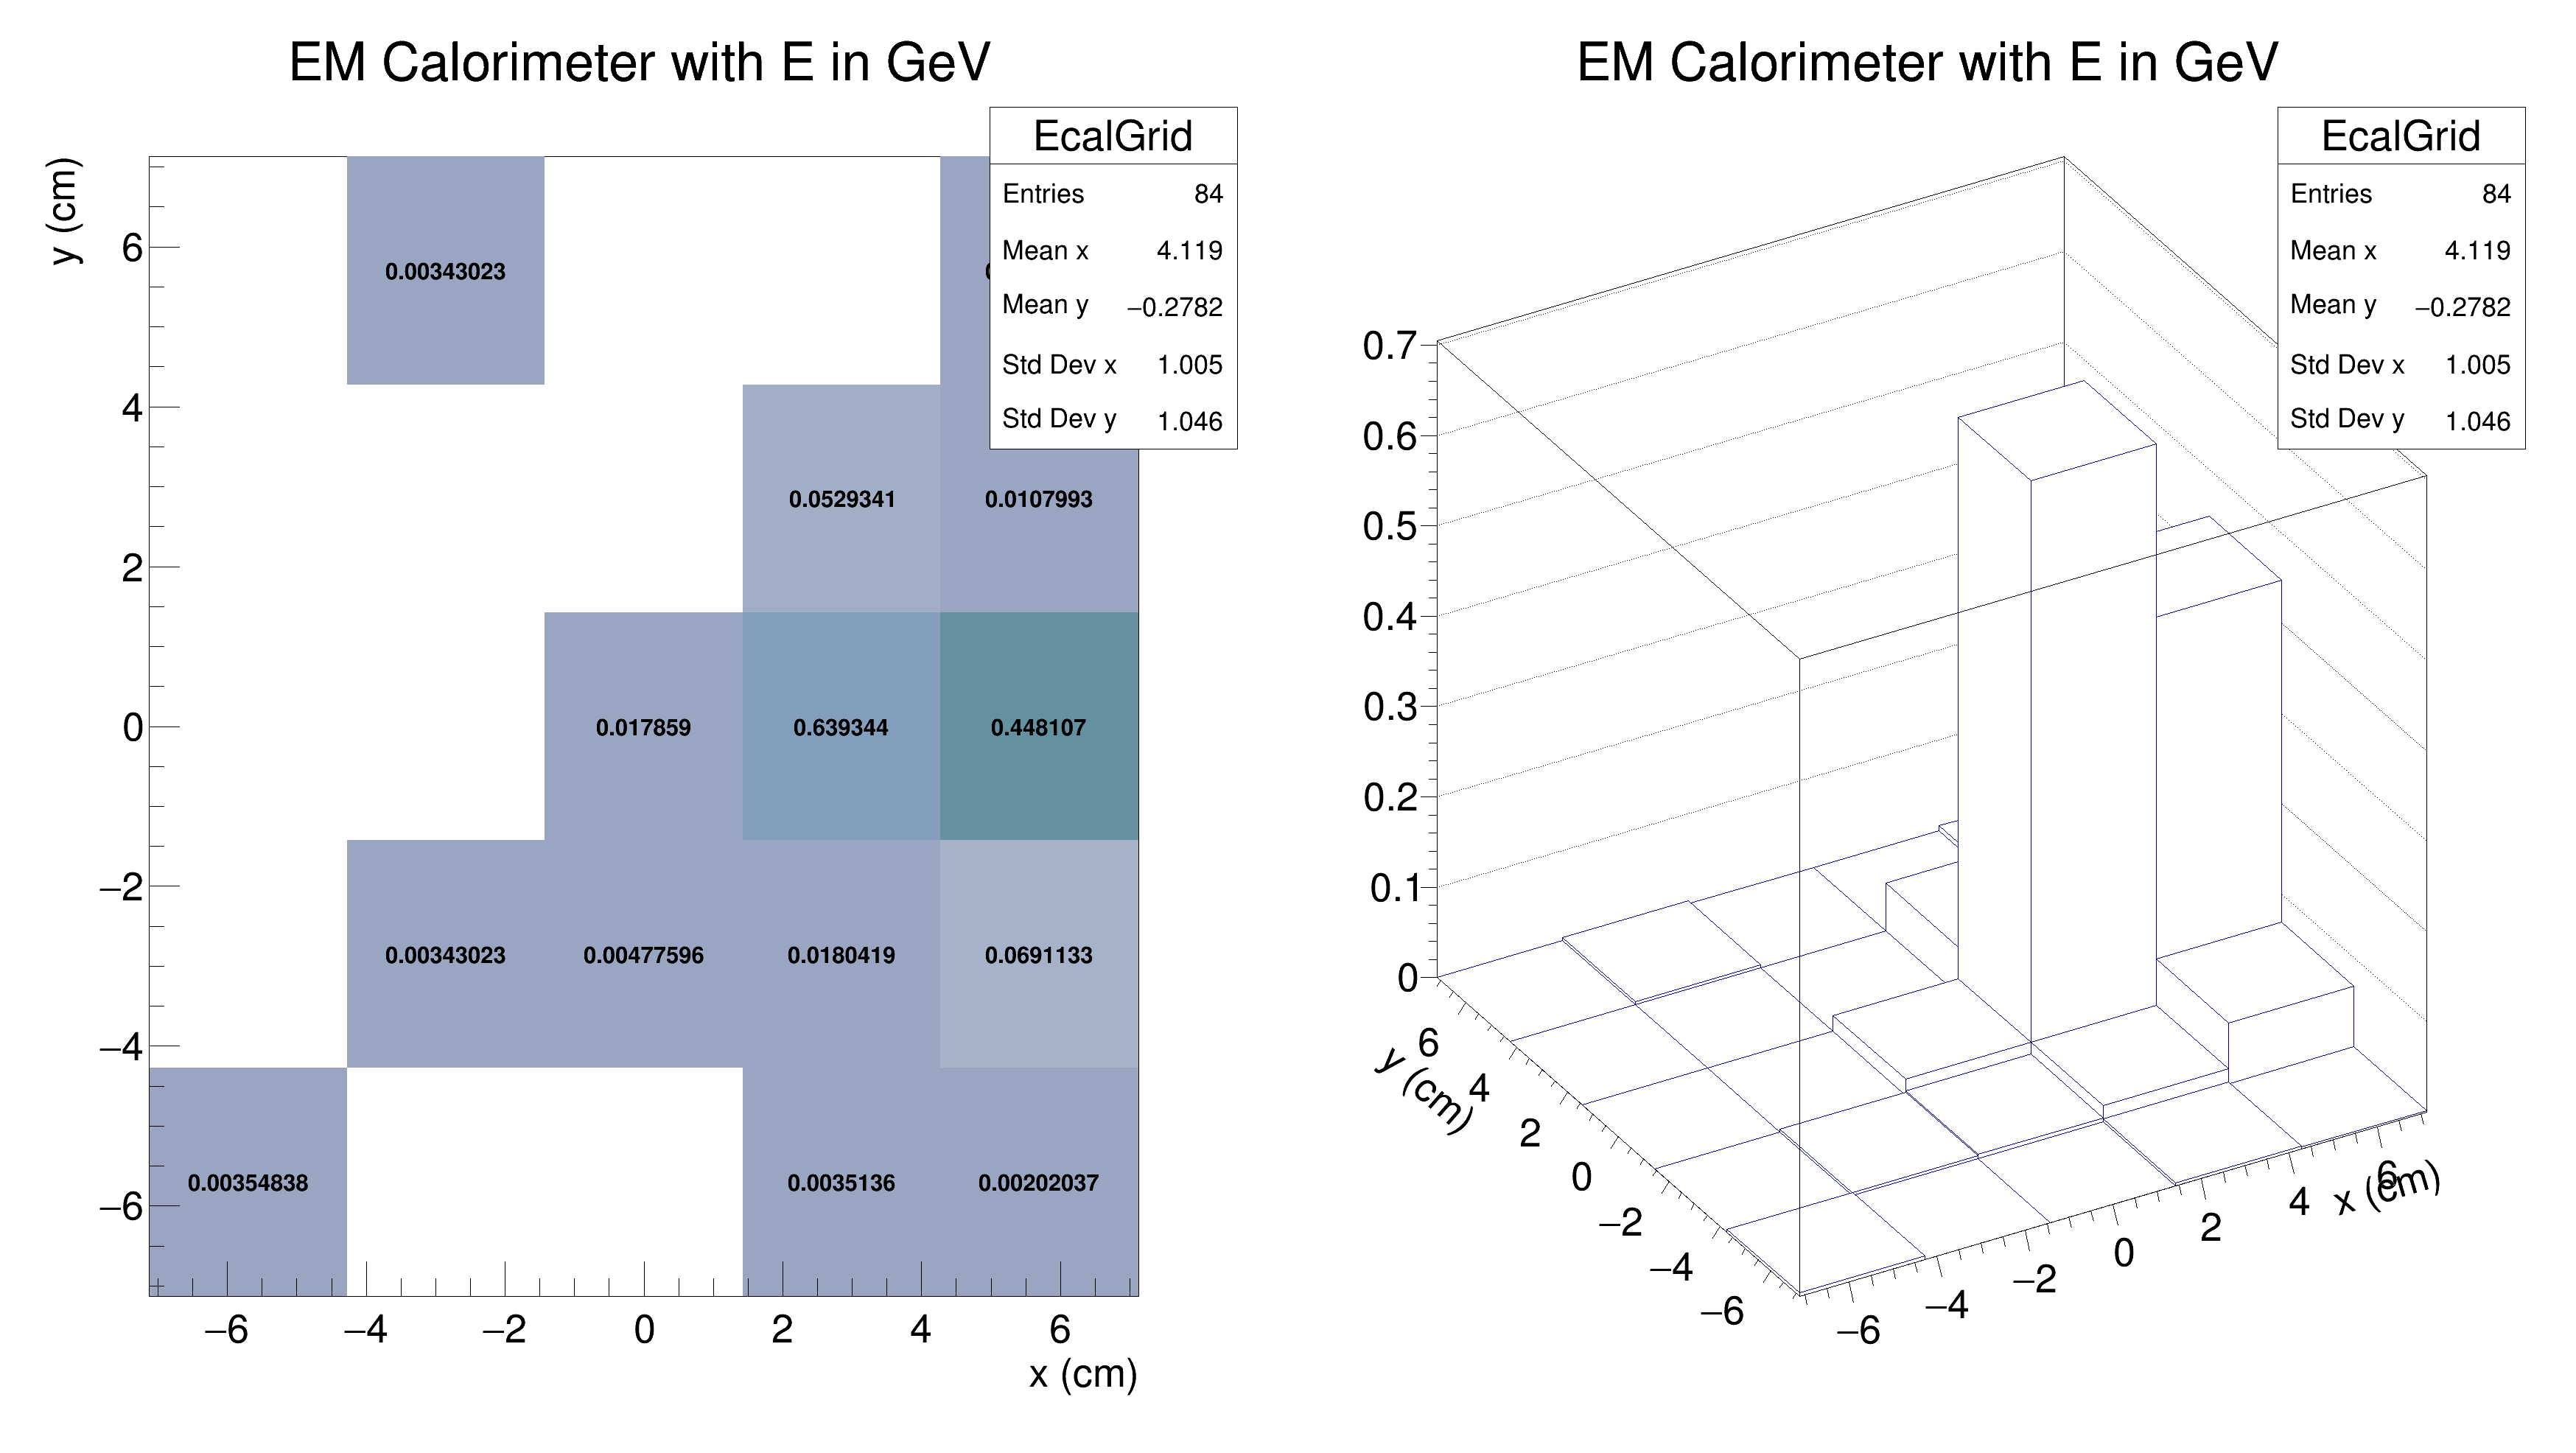 EM Calorimeter with E in GeV
EcalGrid
Entries 84
Mean x 4.119
Mean y −0.2782
Std Dev x 1.005
Std Dev y 1.046
y (cm)
6
4
2
0
−2
−4
−6
0.00343023
0.0529341 0.0107993
0.017859 0.639344 0.448107
0.00343023 0.00477596 0.0180419 0.0691133
0.00354838 0.0035136 0.00202037
−6 −4 −2 0 2 4 6
x (cm)
EM Calorimeter with E in GeV
EcalGrid
Entries 84
Mean x 4.119
Mean y −0.2782
Std Dev x 1.005
Std Dev y 1.046
0.7
0.6
0.5
0.4
0.3
0.2
0.1
0
y (cm)
6
4
2
0
−2
−4
−6
−6
−4
−2
0
2
4
6
x (cm)